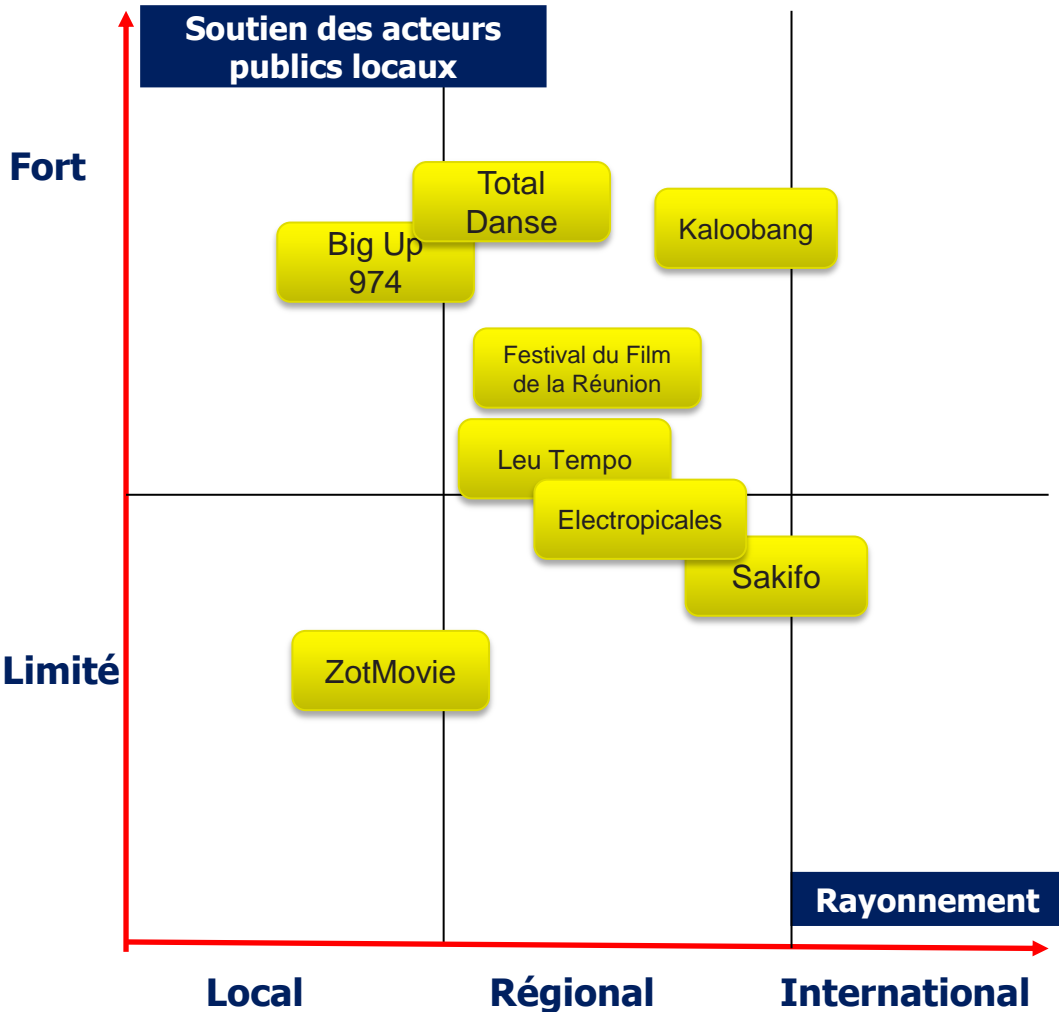 Soutien des acteurs
publics locaux
Fort
Total
Danse
Kaloobang
Big Up
974
Festival du Film
de la Réunion
Leu Tempo
Electropicales
Sakifo
Limité
ZotMovie
Rayonnement
Local
Régional
International